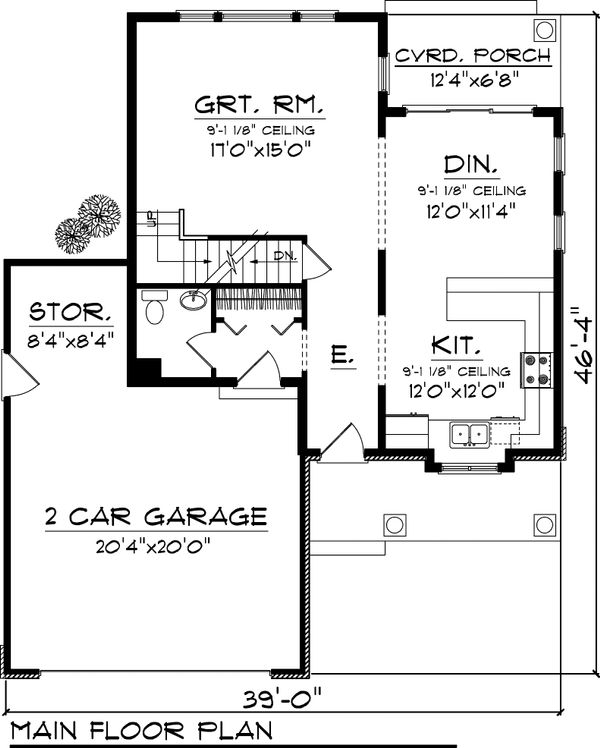 CVRD. PORCH
12'4"x6'8"
GRT. RM.
9'-1 1/8" CEILING
17'0"x15'0"
DIN.
9'-1 1/8" CEILING
12'0"x11'4"
UP
DN.
STOR.
8'4"x8'4"
E.
KIT.
9'-1 1/8" CEILING
12'0"x12'0"
46'-4"
2 CAR GARAGE
20'4"x20'0"
39'-0"
MAIN FLOOR PLAN